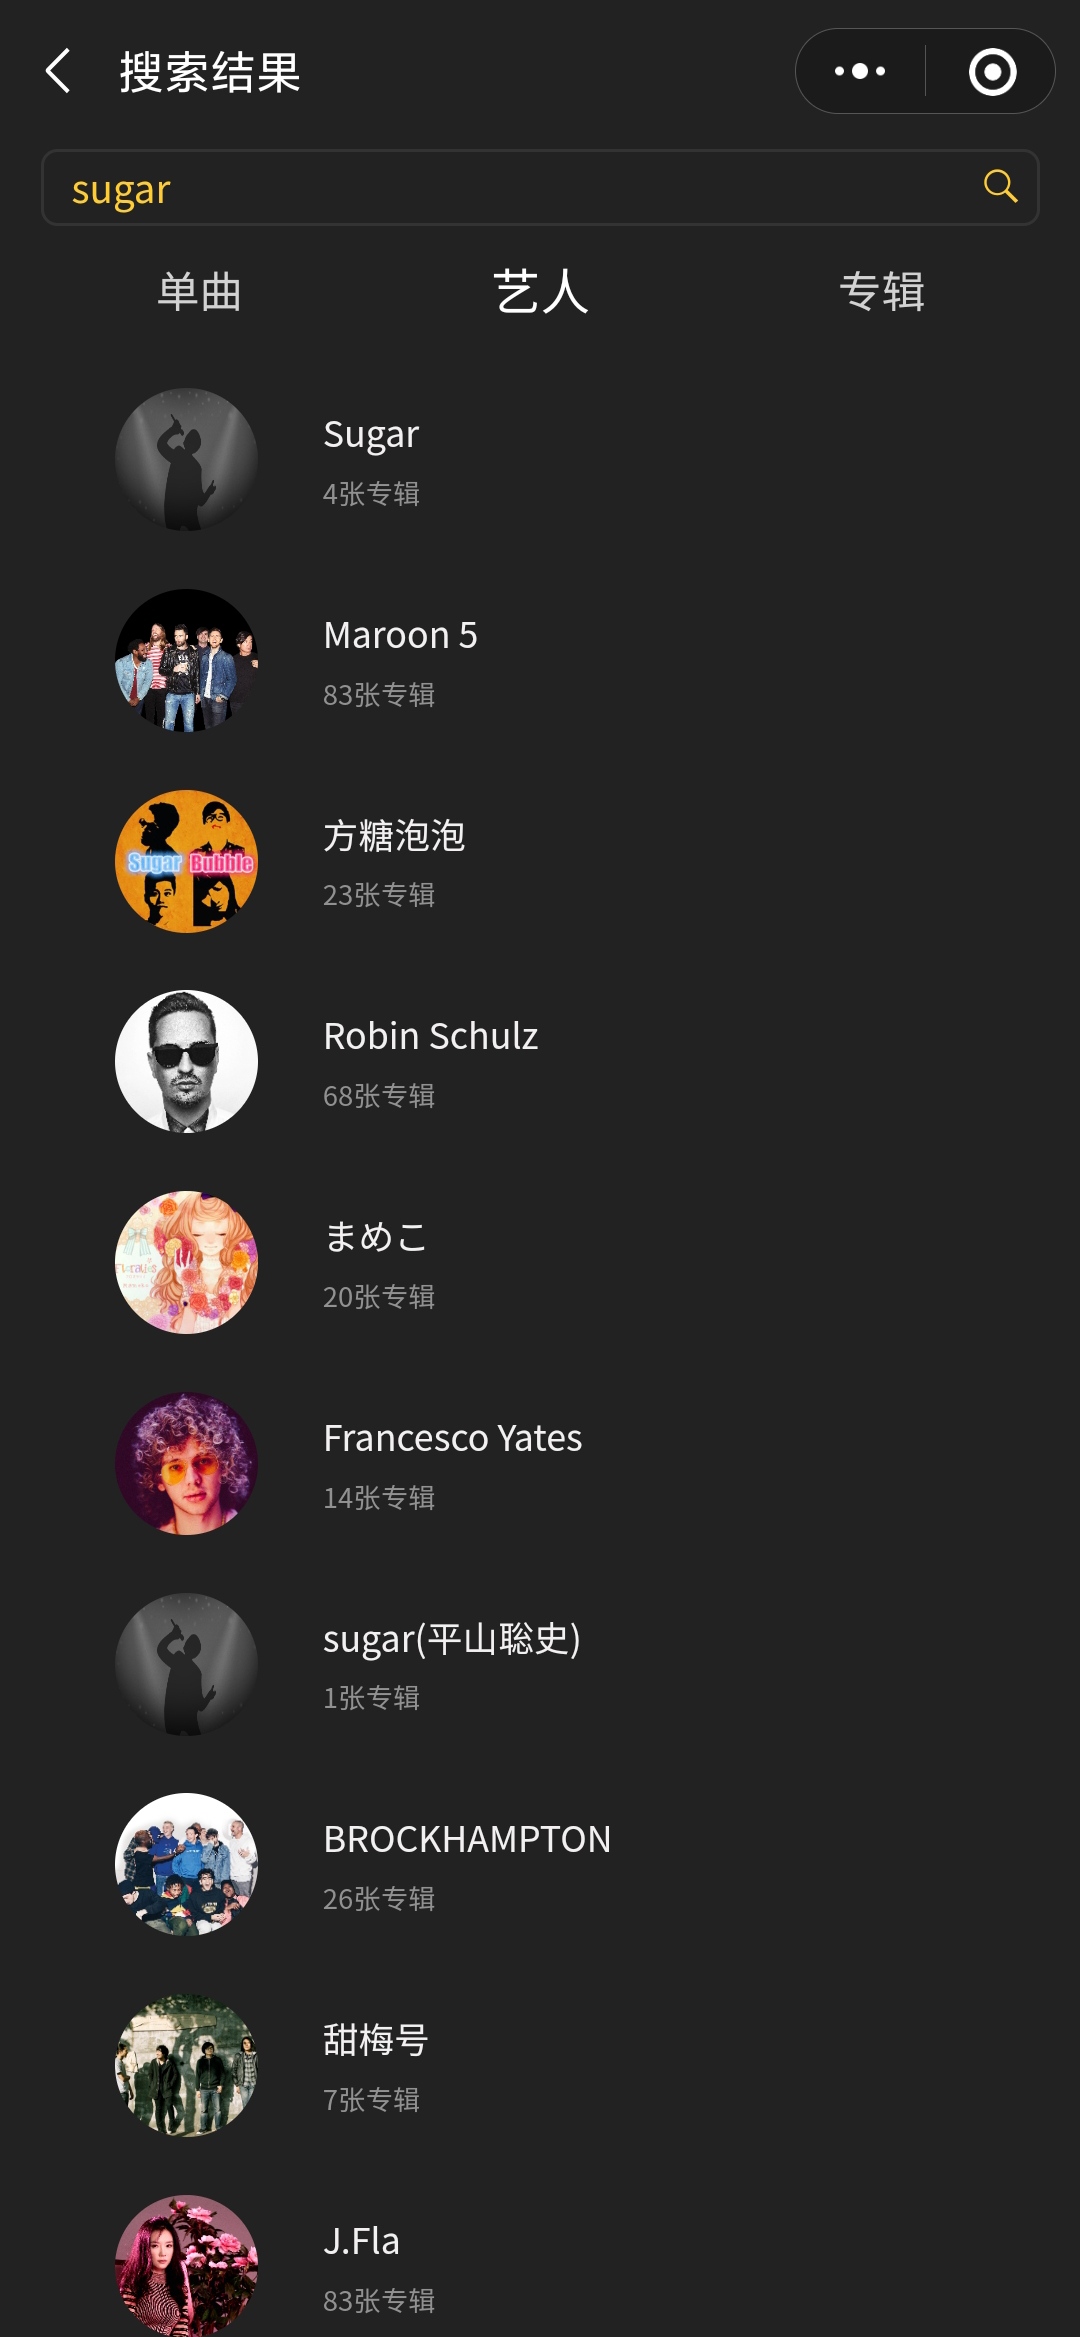 搜索结果
sugar
单曲 艺人 专辑
Sugar
4张专辑
Maroon 5
83张专辑
Sugar Bubble
方糖泡泡
23张专辑
Robin Schulz
68张专辑
まめこ
20张专辑
Francesco Yates
14张专辑
sugar(平山聡史)
1张专辑
BROCKHAMPTON
26张专辑
甜梅号
7张专辑
J.Fla
83张专辑